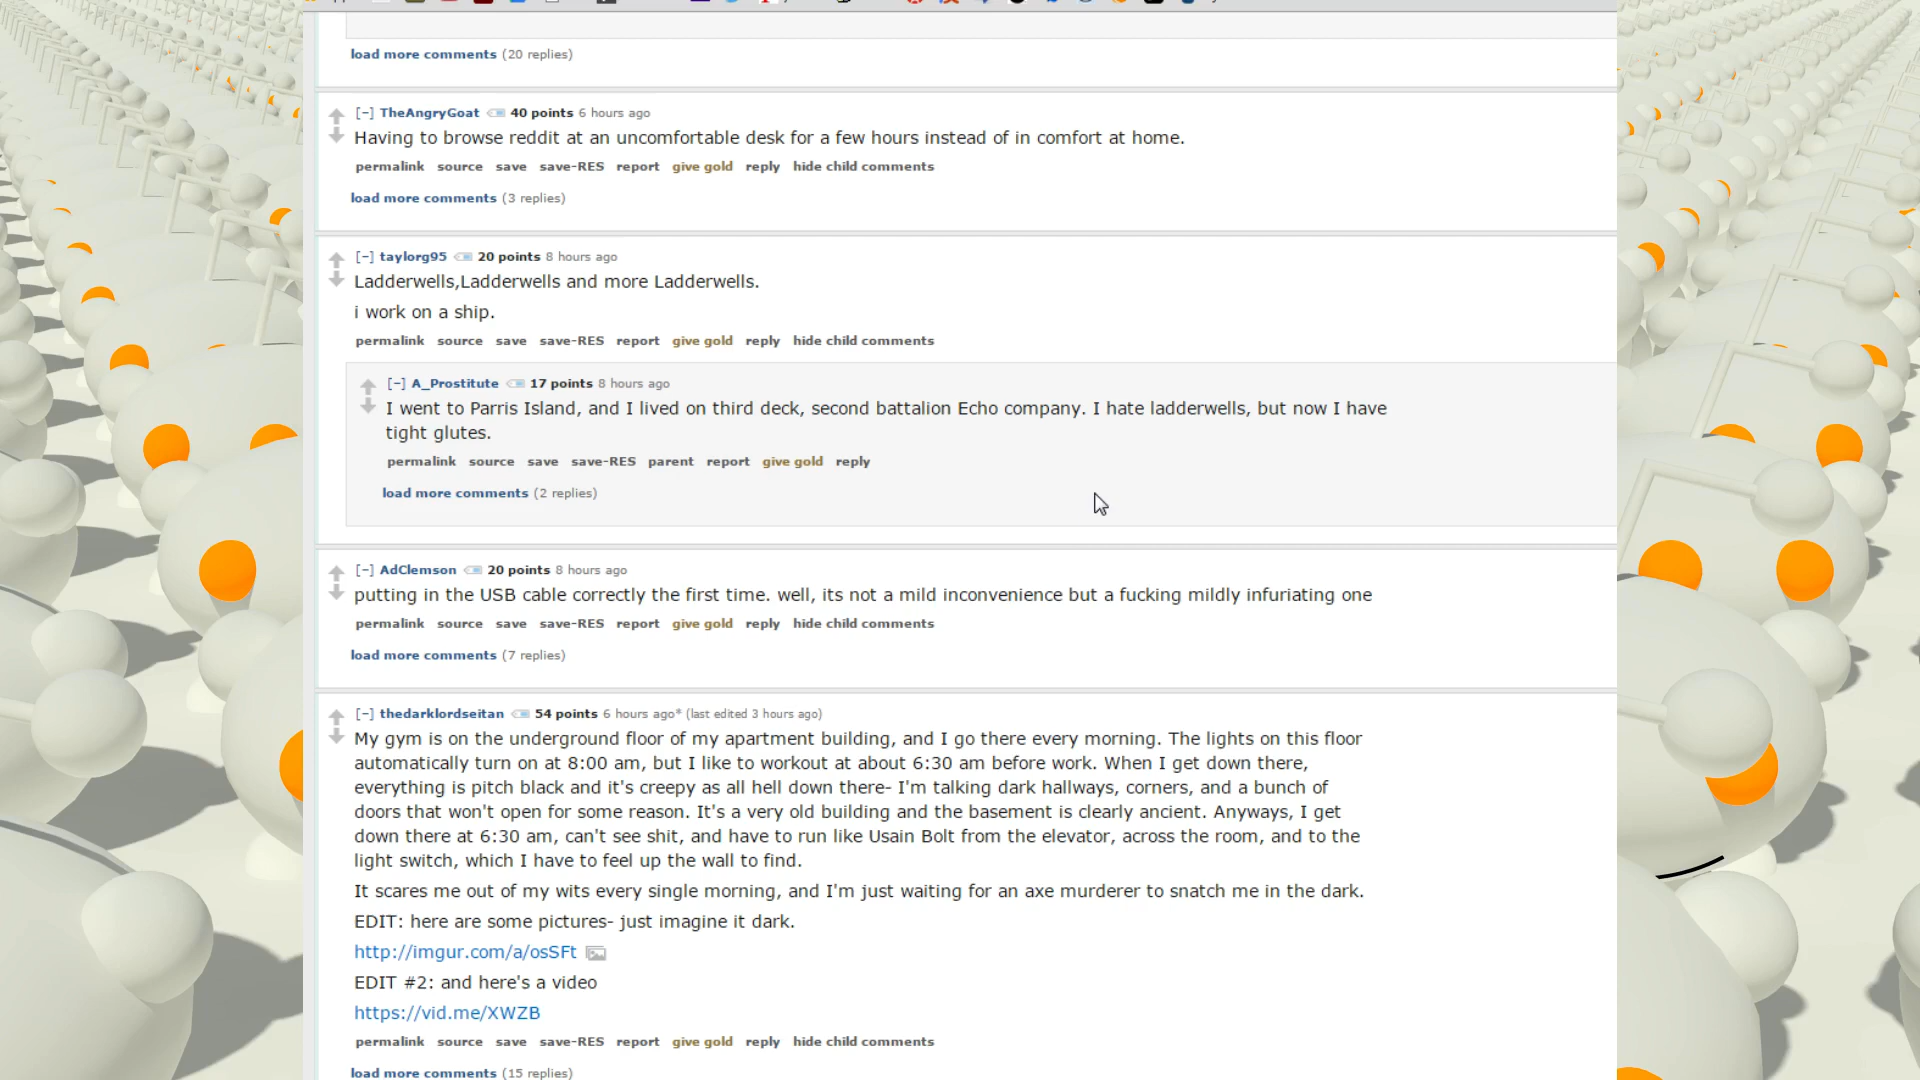 load more comments (20 replies)
[–] TheAngryGoat 40 points 6 hours ago
Having to browse reddit at an uncomfortable desk for a few hours instead of in comfort at home.
permalink source save save-RES report give gold reply hide child comments
load more comments (3 replies)
[–] taylorg95 20 points 8 hours ago
Ladderwells,Ladderwells and more Ladderwells.
i work on a ship.
permalink source save save-RES report give gold reply hide child comments
[–] A_Prostitute 17 points 8 hours ago
I went to Parris Island, and I lived on third deck, second battalion Echo company. I hate ladderwells, but now I have
tight glutes.
permalink source save save-RES parent report give gold reply
load more comments (2 replies)
[–] AdClemson 20 points 8 hours ago
putting in the USB cable correctly the first time. well, its not a mild inconvenience but a fucking mildly infuriating one
permalink source save save-RES report give gold reply hide child comments
load more comments (7 replies)
[–] thedarklordseitan 54 points 6 hours ago* (last edited 3 hours ago)
My gym is on the underground floor of my apartment building, and I go there every morning. The lights on this floor
automatically turn on at 8:00 am, but I like to workout at about 6:30 am before work. When I get down there,
everything is pitch black and it's creepy as all hell down there- I'm talking dark hallways, corners, and a bunch of
doors that won't open for some reason. It's a very old building and the basement is clearly ancient. Anyways, I get
down there at 6:30 am, can't see shit, and have to run like Usain Bolt from the elevator, across the room, and to the
light switch, which I have to feel up the wall to find.
It scares me out of my wits every single morning, and I'm just waiting for an axe murderer to snatch me in the dark.
EDIT: here are some pictures- just imagine it dark.
http://imgur.com/a/osSFt
EDIT #2: and here's a video
https://vid.me/XWZB
permalink source save save-RES report give gold reply hide child comments
load more comments (15 replies)